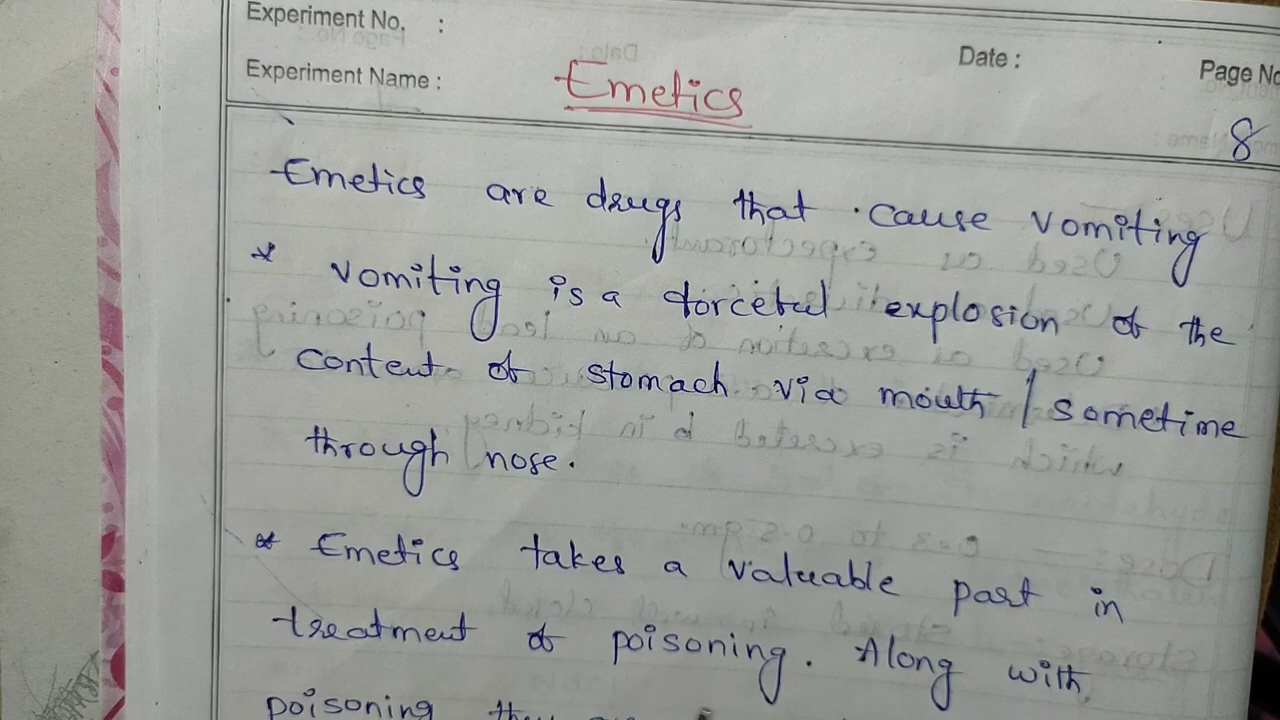 Experiment No. :
Date :
Page No
Experiment Name : Emetics
8
Emetics are drugs that cause vomiting
* vomiting is a forceful explosion of the
content of stomach via mouth / sometime
through nose.
* Emetics takes a valuable part in
treatment of poisoning. Along with
poisoning they